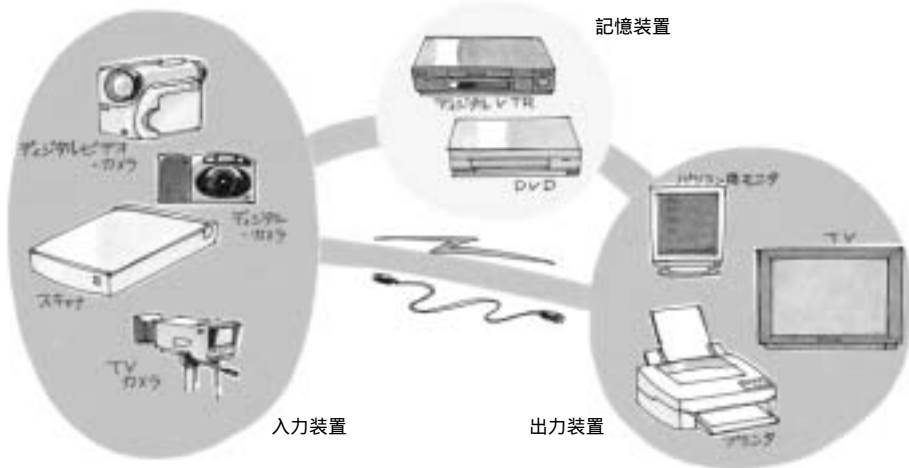 記憶装置
ディジタルVTR
DVD
ディジタルビデオ
・カメラ
ディジタル
・カメラ
スキャナ
TV
カメラ
パソコン用モニタ
TV
プリンタ
入力装置
出力装置